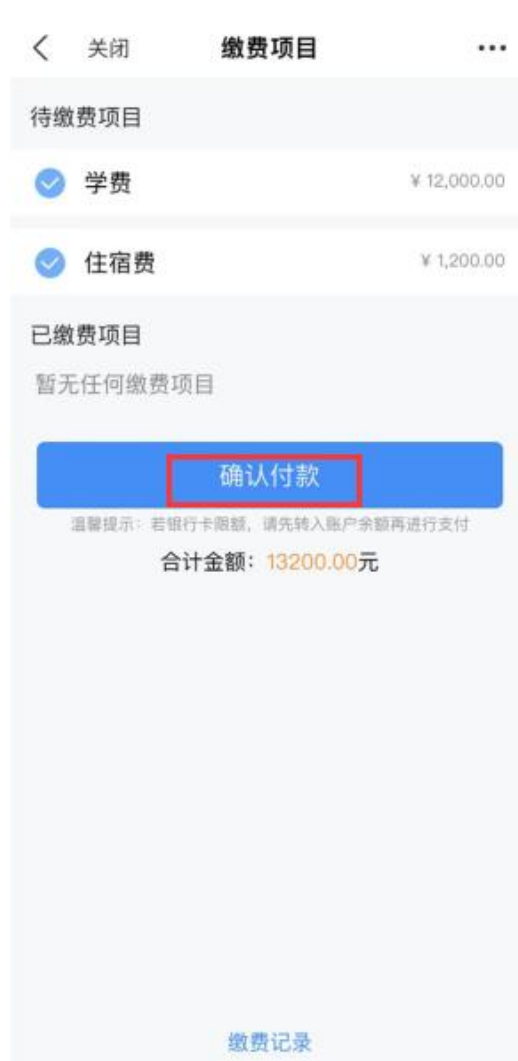 关闭 缴费项目
待缴费项目
学费 ¥ 12,000.00
住宿费 ¥ 1,200.00
已缴费项目
暂无任何缴费项目
确认付款
温馨提示：若银行卡限额，请先转入账户余额再进行支付
合计金额：13200.00元
缴费记录